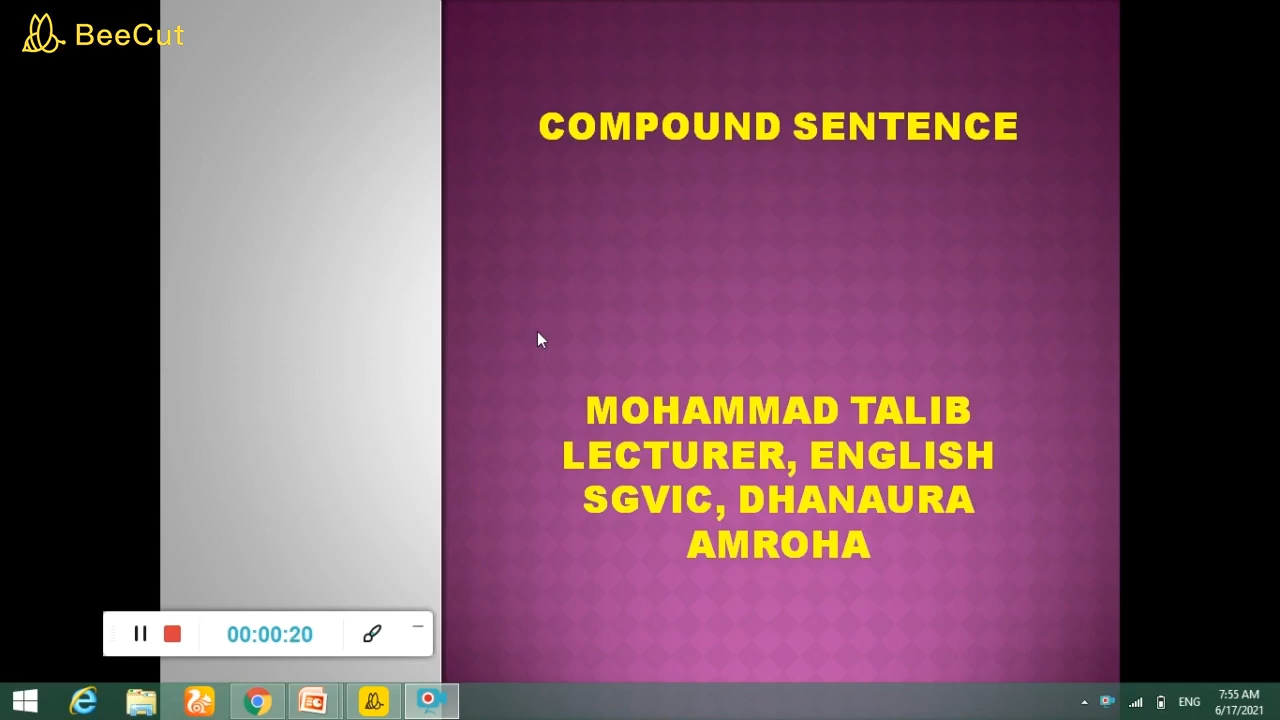 BeeCut
COMPOUND SENTENCE
MOHAMMAD TALIB
LECTURER, ENGLISH
SGVIC, DHANAURA
AMROHA
00:00:20
ENG
7:55 AM
6/17/2021